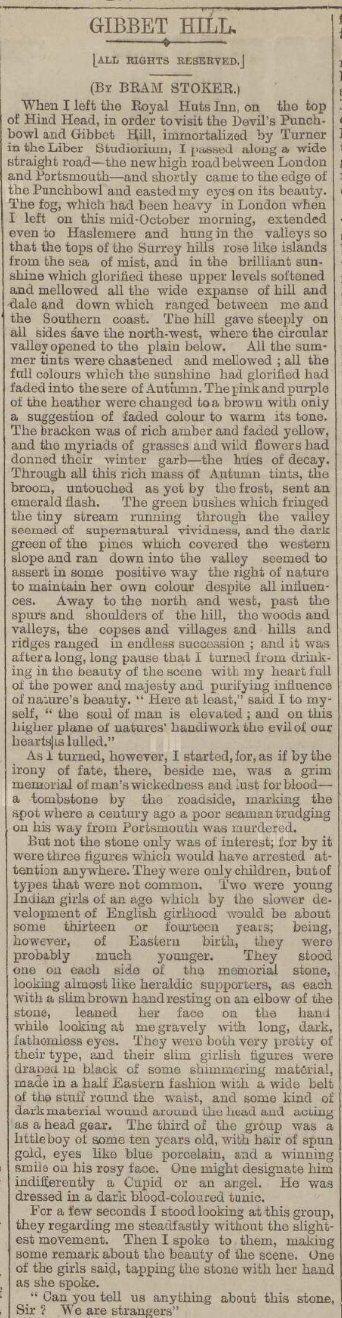 GIBBET HILL.
[ALL RIGHTS RESERVED.]
(BY BRAM STOKER.)
When I left the Royal Huts Inn, on the top
of Hind Head, in order to visit the Devil's Punch-
bowl and Gibbet Hill, immortalized by Turner
in the Liber Studiorium, I passed along a wide
straight road—the new high road between London
and Portsmouth—and shortly came to the edge of
the Punchbowl and easted my eyes on its beauty.
The fog, which had been heavy in London when
I left on this mid-October morning, extended
even to Haslemere and hung in the valleys so
that the tops of the Surrey hills rose like islands
from the sea of mist, and in the brilliant sun-
shine which glorified these upper levels softened
and mellowed all the wide expanse of hill and
dale and down which ranged between me and
the Southern coast. The hill gave steeply on
all sides save the north-west, where the circular
valley opened to the plain below. All the sum-
mer tints were chastened and mellowed ; all the
full colours which the sunshine had glorified had
faded into the sere of Autumn. The pink and purple
of the heather were changed to a brown with only
a suggestion of faded colour to warm its tone.
The bracken was of rich amber and faded yellow,
and the myriads of grasses and wild flowers had
donned their winter garb—the hues of decay.
Through all this rich mass of Autumn tints, the
broom, untouched as yet by the frost, sent an
emerald flash. The green bushes which fringed
the tiny stream running through the valley
seemed of supernatural vividness, and the dark
green of the pines which covered the western
slope and ran down into the valley seemed to
assert in some positive way the right of nature
to maintain her own colour despite all influen-
ces. Away to the north and west, past the
spurs and shoulders of the hill, the woods and
valleys, the copses and villages and hills and
ridges ranged in endless succession ; and it was
after a long, long pause that I turned from drink-
ing in the beauty of the scene with my heart full
of the power and majesty and purifying influence
of nature's beauty. " Here at least," said I to my-
self, " the soul of man is elevated ; and on this
higher plane of natures' handiwork the evil of our
hearts is lulled."
As I turned, however, I started, for, as if by the
irony of fate, there, beside me, was a grim
memorial of man's wickedness and lust for blood—
a tombstone by the roadside, marking the
spot where a century ago a poor seaman trudging
on his way from Portsmouth was murdered.
But not the stone only was of interest; for by it
were three figures which would have arrested at-
tention anywhere. They were only children, but of
types that were not common. Two were young
Indian girls of an age which by the slower de-
velopment of English girlhood would be about
some thirteen or fourteen years; being,
however, of Eastern birth, they were
probably much younger. They stood
one on each side of the memorial stone,
looking almost like heraldic supporters, as each
with a slim brown hand resting on an elbow of the
stone, leaned her face on the hand
while looking at me gravely with long, dark,
fathomless eyes. They were both very pretty of
their type, and their slim girlish figures were
draped in black of some shimmering material,
made in a half Eastern fashion with a wide belt
of the stuff round the waist, and some kind of
dark material wound around the head and acting
as a head gear. The third of the group was a
little boy of some ten years old, with hair of spun
gold, eyes like blue porcelain, and a winning
smile on his rosy face. One might designate him
indifferently a Cupid or an angel. He was
dressed in a dark blood-coloured tunic.
For a few seconds I stood looking at this group,
they regarding me steadfastly without the slight-
est movement. Then I spoke to them, making
some remark about the beauty of the scene. One
of the girls said, tapping the stone with her hand
as she spoke.
" Can you tell us anything about this stone,
Sir ? We are strangers"